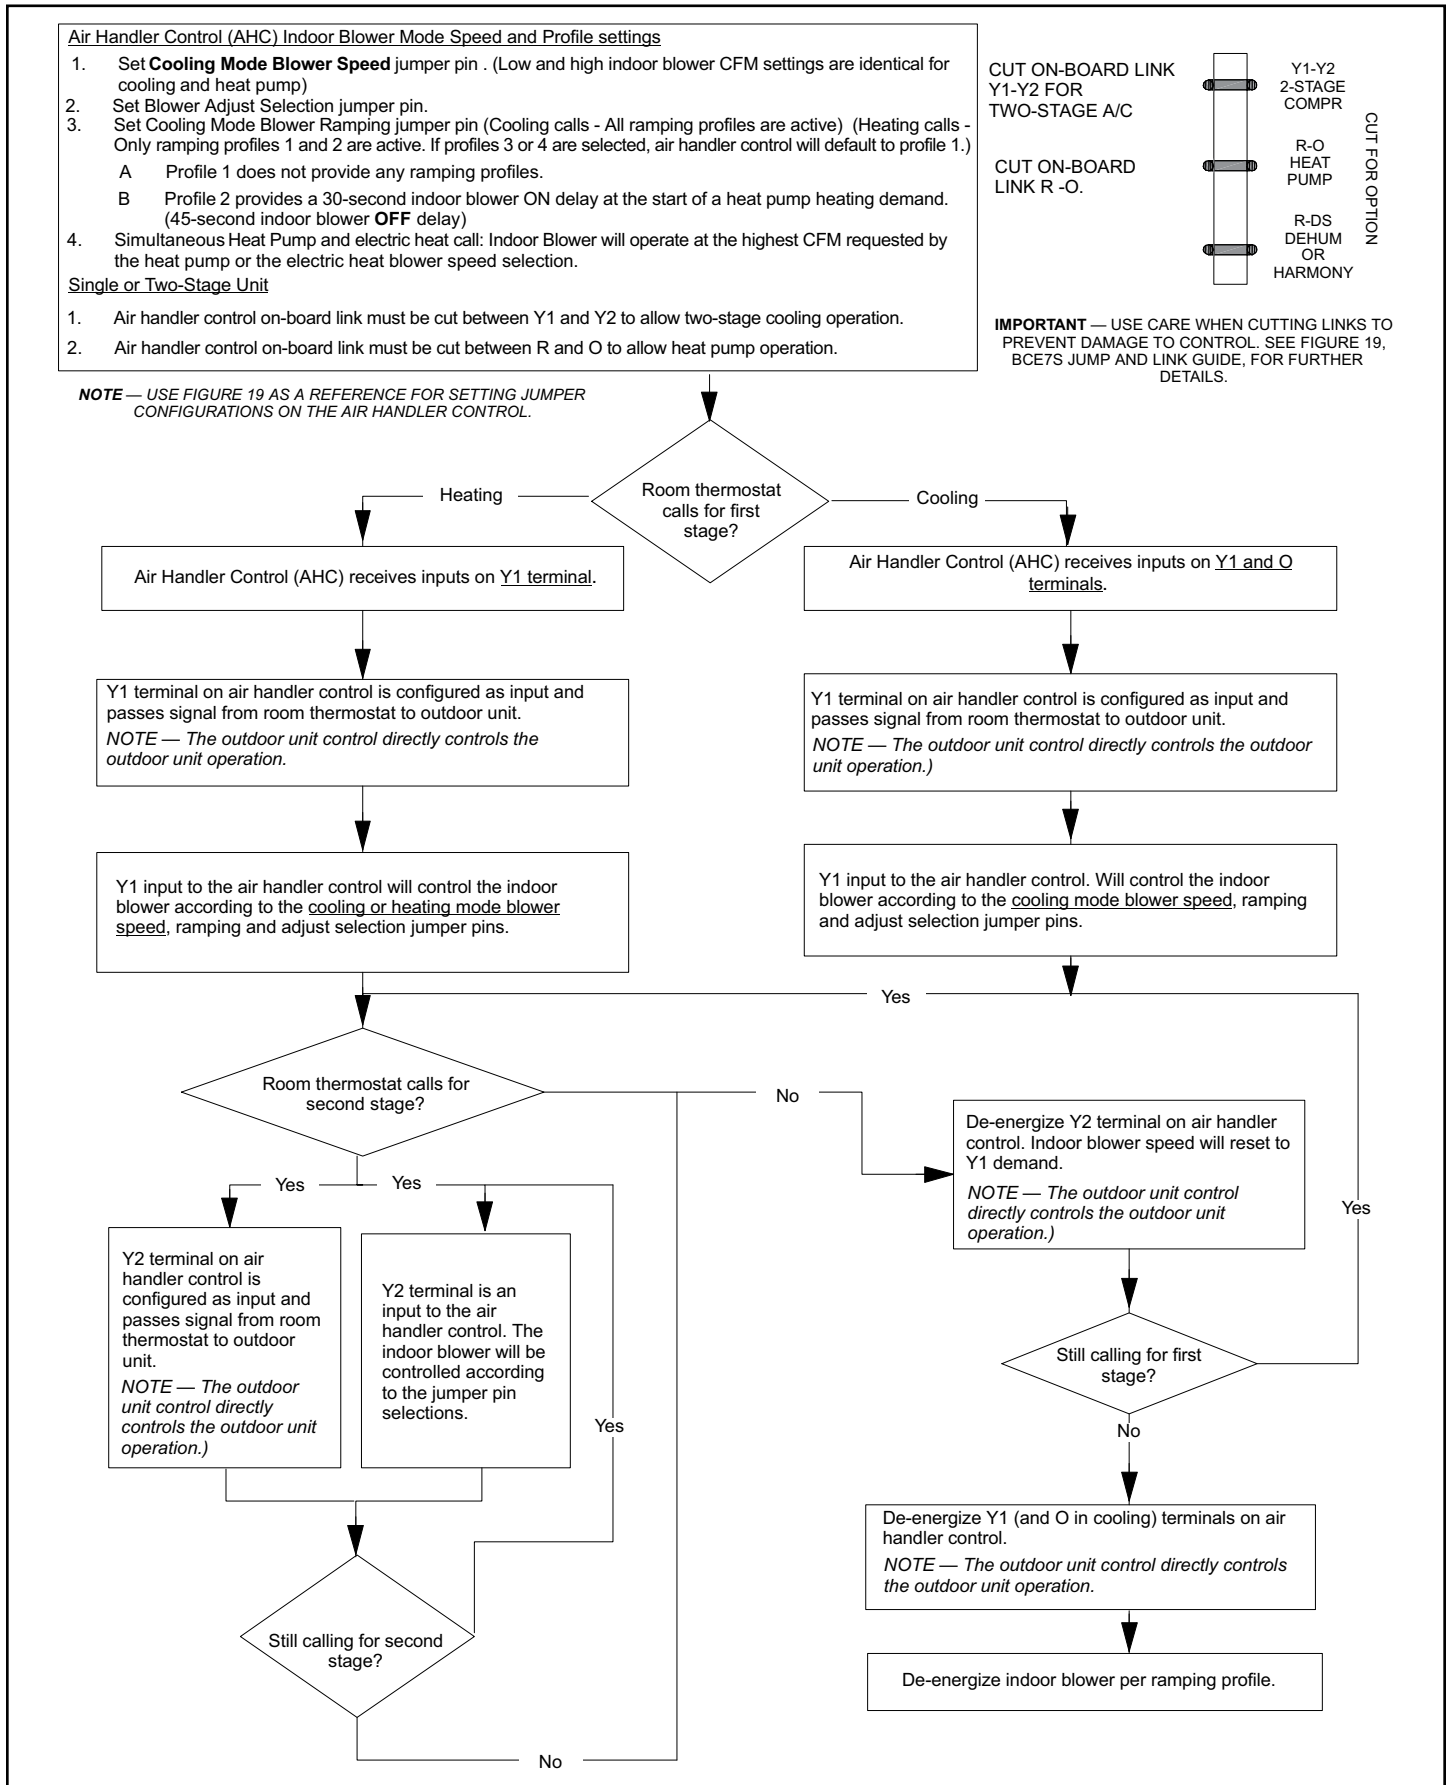 Air Handler Control (AHC) Indoor Blower Mode Speed and Profile settings
1. Set Cooling Mode Blower Speed jumper pin . (Low and high indoor blower CFM settings are identical for
cooling and heat pump)
2. Set Blower Adjust Selection jumper pin.
3. Set Cooling Mode Blower Ramping jumper pin (Cooling calls - All ramping profiles are active) (Heating calls -
Only ramping profiles 1 and 2 are active. If profiles 3 or 4 are selected, air handler control will default to profile 1.)
A Profile 1 does not provide any ramping profiles.
B Profile 2 provides a 30-second indoor blower ON delay at the start of a heat pump heating demand.
(45-second indoor blower OFF delay)
4. Simultaneous Heat Pump and electric heat call: Indoor Blower will operate at the highest CFM requested by
the heat pump or the electric heat blower speed selection.
Single or Two-Stage Unit
1. Air handler control on-board link must be cut between Y1 and Y2 to allow two-stage cooling operation.
2. Air handler control on-board link must be cut between R and O to allow heat pump operation.
CUT ON-BOARD LINK
Y1-Y2 FOR
TWO-STAGE A/C
CUT ON-BOARD
LINK R -O.
Y1-Y2
2-STAGE
COMPR
R-O
HEAT
PUMP
R-DS
DEHUM
OR
HARMONY
CUT FOR OPTION
IMPORTANT — USE CARE WHEN CUTTING LINKS TO
PREVENT DAMAGE TO CONTROL. SEE FIGURE 19,
BCE7S JUMP AND LINK GUIDE, FOR FURTHER
DETAILS.
NOTE — USE FIGURE 19 AS A REFERENCE FOR SETTING JUMPER
CONFIGURATIONS ON THE AIR HANDLER CONTROL.
Room thermostat
calls for first
stage?
Heating
Cooling
Air Handler Control (AHC) receives inputs on Y1 terminal.
Air Handler Control (AHC) receives inputs on Y1 and O
terminals.
Y1 terminal on air handler control is configured as input and
passes signal from room thermostat to outdoor unit.
NOTE — The outdoor unit control directly controls the
outdoor unit operation.
Y1 terminal on air handler control is configured as input and
passes signal from room thermostat to outdoor unit.
NOTE — The outdoor unit control directly controls the outdoor
unit operation.)
Y1 input to the air handler control will control the indoor
blower according to the cooling or heating mode blower
speed, ramping and adjust selection jumper pins.
Y1 input to the air handler control. Will control the indoor
blower according to the cooling mode blower speed, ramping
and adjust selection jumper pins.
Yes
Room thermostat calls for
second stage?
No
De-energize Y2 terminal on air handler
control. Indoor blower speed will reset to
Y1 demand.
NOTE — The outdoor unit control
directly controls the outdoor unit
operation.)
Yes
Yes
Yes
Y2 terminal on air
handler control is
configured as input and
passes signal from room
thermostat to outdoor
unit.
NOTE — The outdoor
unit control directly
controls the outdoor unit
operation.)
Y2 terminal is an
input to the air
handler control. The
indoor blower will be
controlled according
to the jumper pin
selections.
Yes
Still calling for first
stage?
No
De-energize Y1 (and O in cooling) terminals on air
handler control.
NOTE — The outdoor unit control directly controls
the outdoor unit operation.
Still calling for second
stage?
De-energize indoor blower per ramping profile.
No